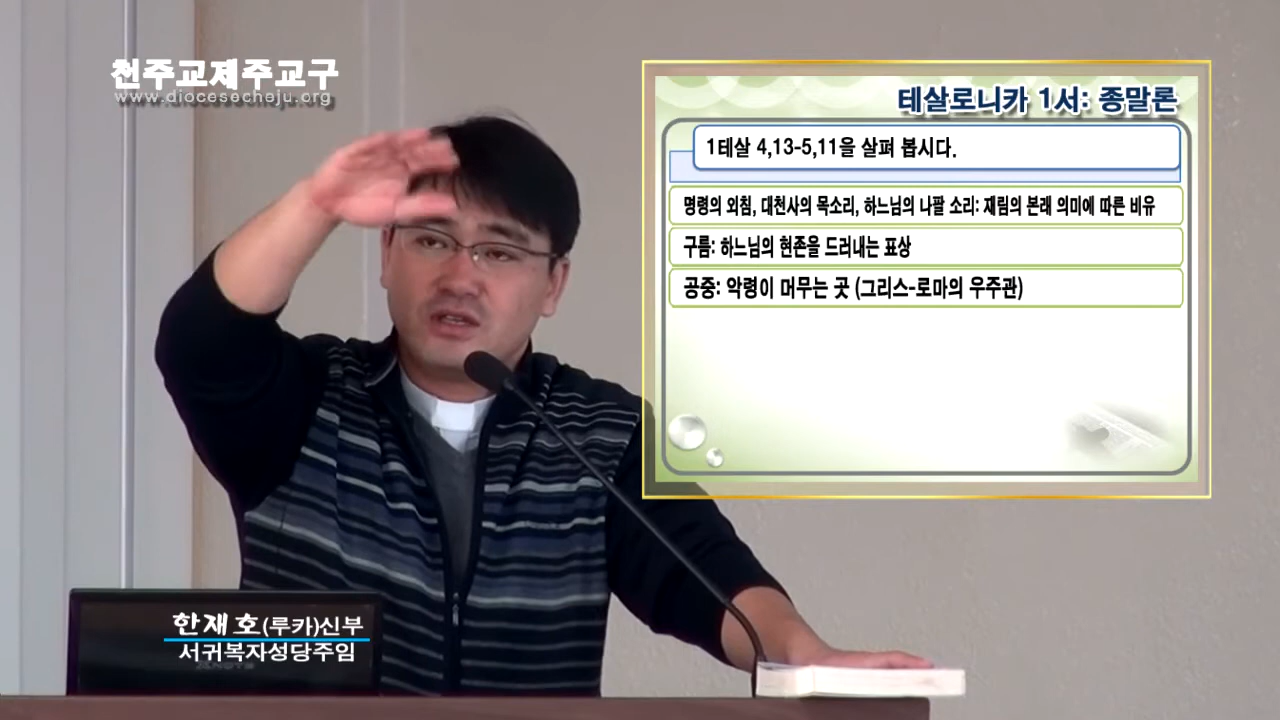 천주교제주교구
www.diocesecheju.org
테살로니카 1서: 종말론
1테살 4,13-5,11을 살펴 봅시다.
명령의 외침, 대천사의 목소리, 하느님의 나팔 소리: 재림의 본래 의미에 따른 비유
구름: 하느님의 현존을 드러내는 표상
공중: 악령이 머무는 곳 (그리스-로마의 우주관)
한재호(루카)신부
서귀복자성당주임